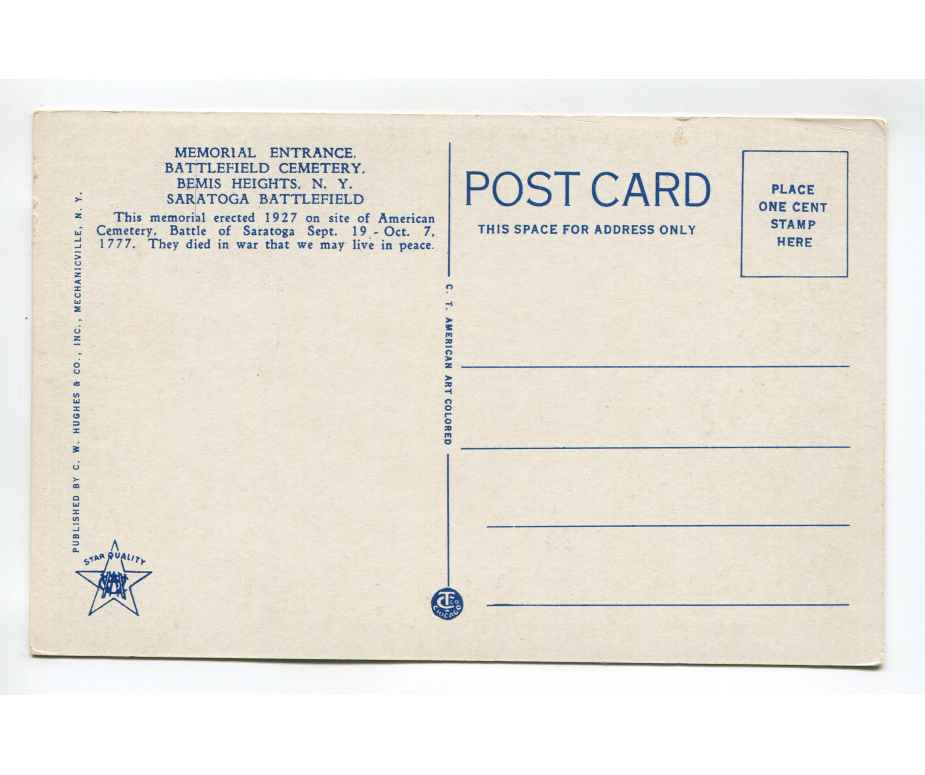 MEMORIAL ENTRANCE.
BATTLEFIELD CEMETERY.
BEMIS HEIGHTS, N. Y.
SARATOGA BATTLEFIELD
This memorial erected 1927 on site of American
Cemetery, Battle of Saratoga Sept. 19 - Oct. 7,
1777. They died in war that we may live in peace.
PUBLISHED BY C. W. HUGHES & CO., INC., MECHANICVILLE, N. Y.
STAR QUALITY
C. T. AMERICAN ART COLORED
CHICAGO
POST CARD
THIS SPACE FOR ADDRESS ONLY
PLACE
ONE CENT
STAMP
HERE